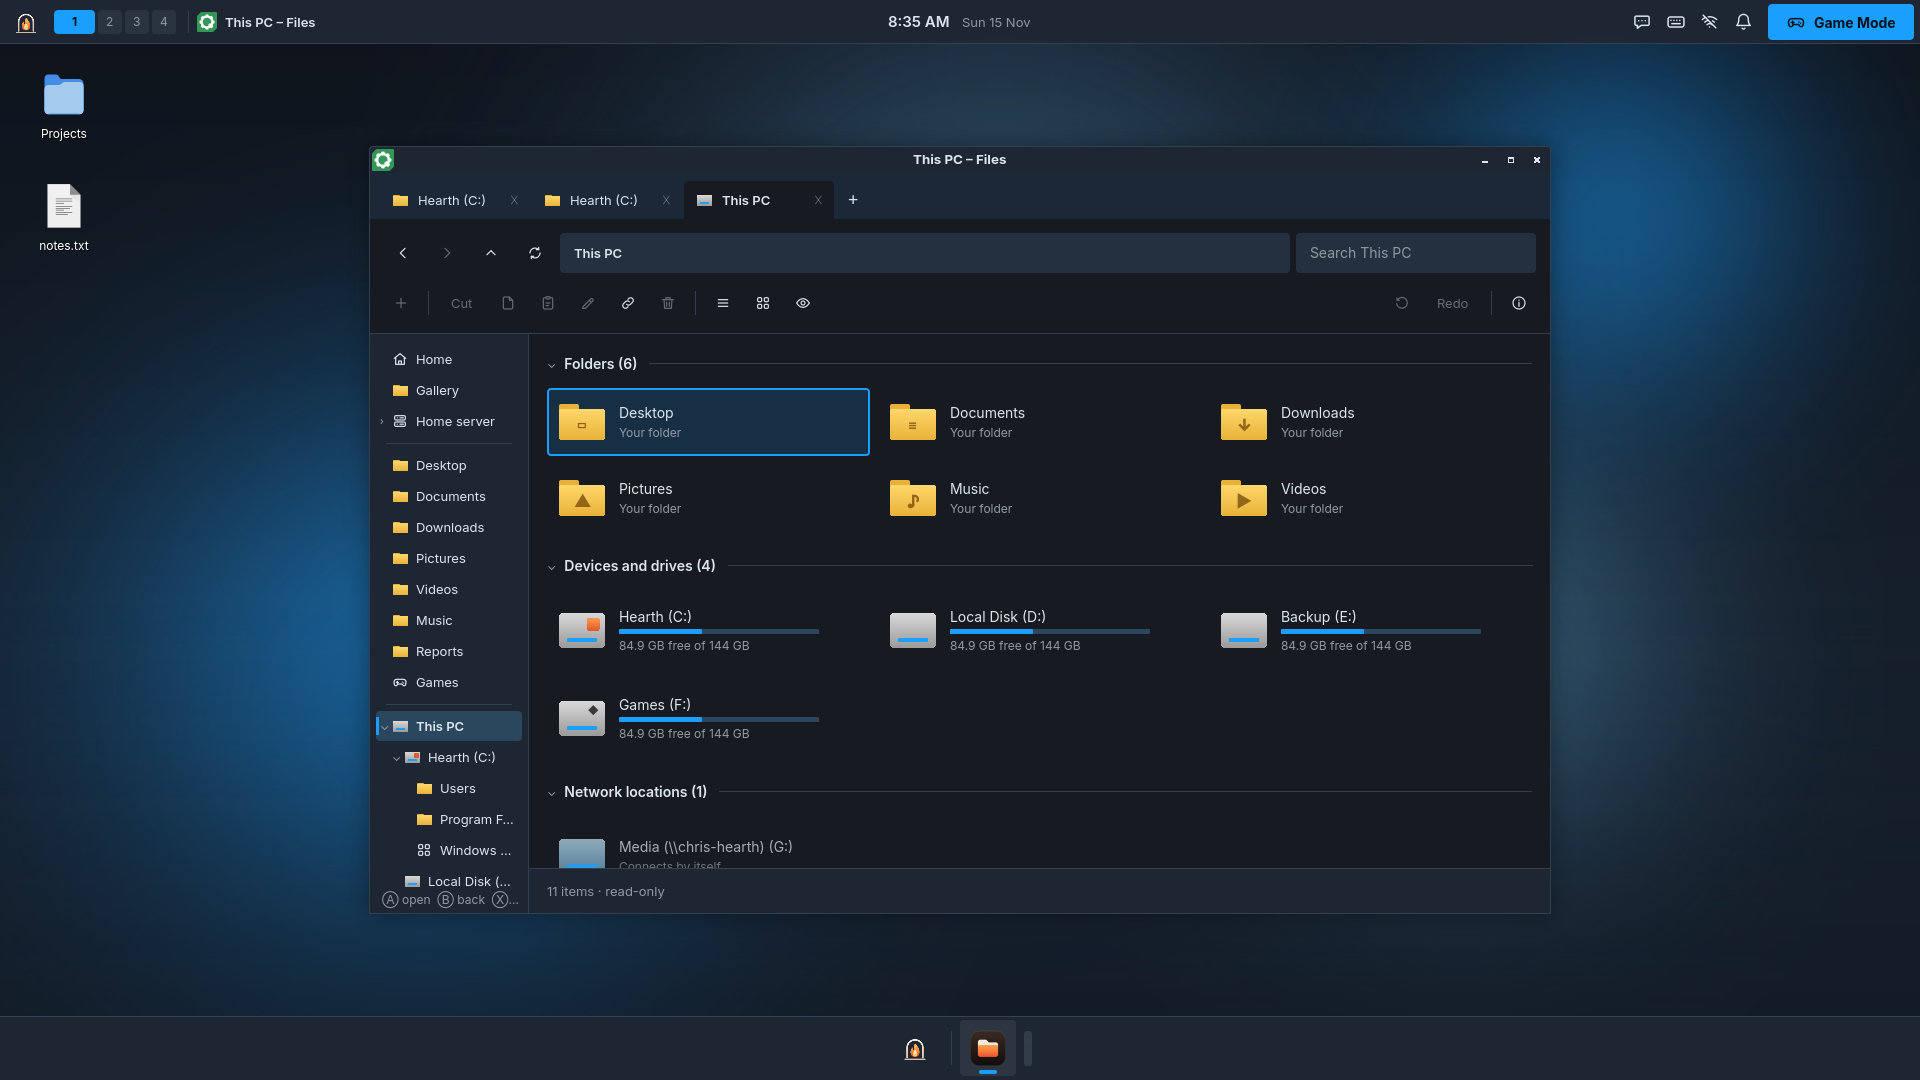 1 2 3 4 This PC – Files 8:35 AM Sun 15 Nov Game Mode
Projects
notes.txt
This PC – Files
Hearth (C:) X Hearth (C:) X This PC X +
This PC Search This PC
Cut Redo
Home
Gallery
Home server
Desktop
Documents
Downloads
Pictures
Videos
Music
Reports
Games
This PC
Hearth (C:)
Users
Program F...
Windows ...
Local Disk (...
A open B back X...
Folders (6)
Desktop
Your folder
Documents
Your folder
Downloads
Your folder
Pictures
Your folder
Music
Your folder
Videos
Your folder
Devices and drives (4)
Hearth (C:)
84.9 GB free of 144 GB
Local Disk (D:)
84.9 GB free of 144 GB
Backup (E:)
84.9 GB free of 144 GB
Games (F:)
84.9 GB free of 144 GB
Network locations (1)
Media (\\chris-hearth) (G:)
Connects by itself
11 items · read-only